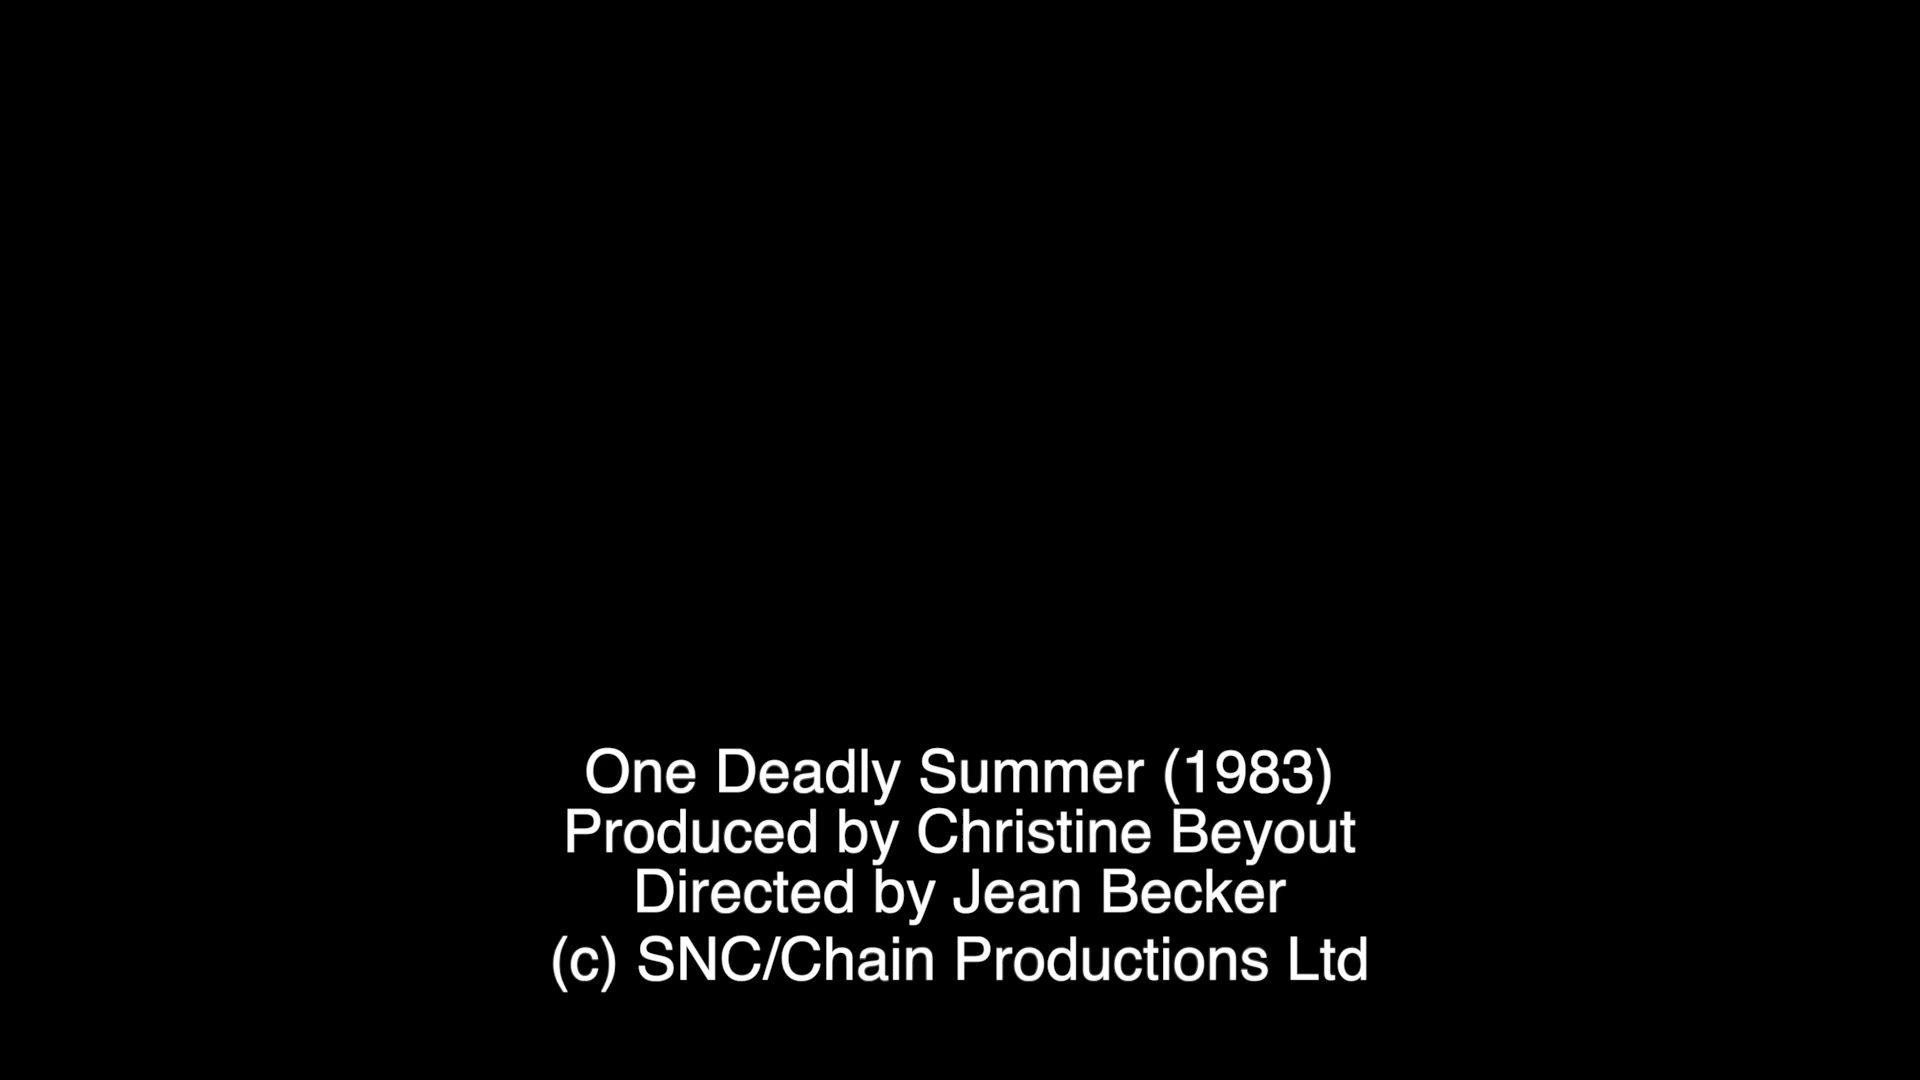 One Deadly Summer (1983)
Produced by Christine Beyout
Directed by Jean Becker
(c) SNC/Chain Productions Ltd